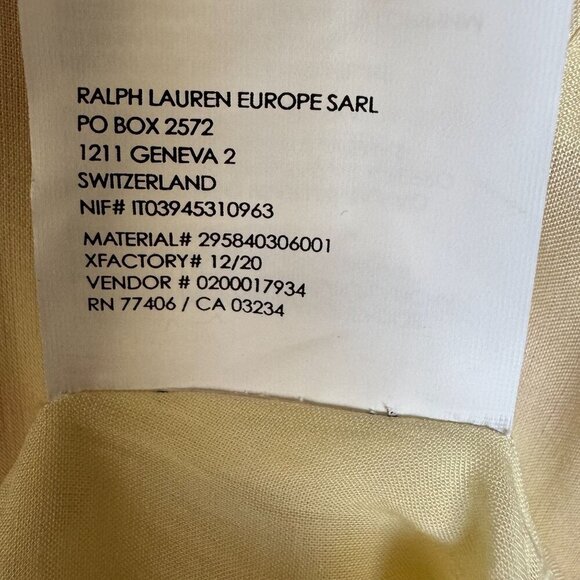 RALPH LAUREN EUROPE SARL
PO BOX 2572
1211 GENEVA 2
SWITZERLAND
NIF# IT03945310963
MATERIAL# 295840306001
XFACTORY# 12/20
VENDOR # 0200017934
RN 77406 / CA 03234